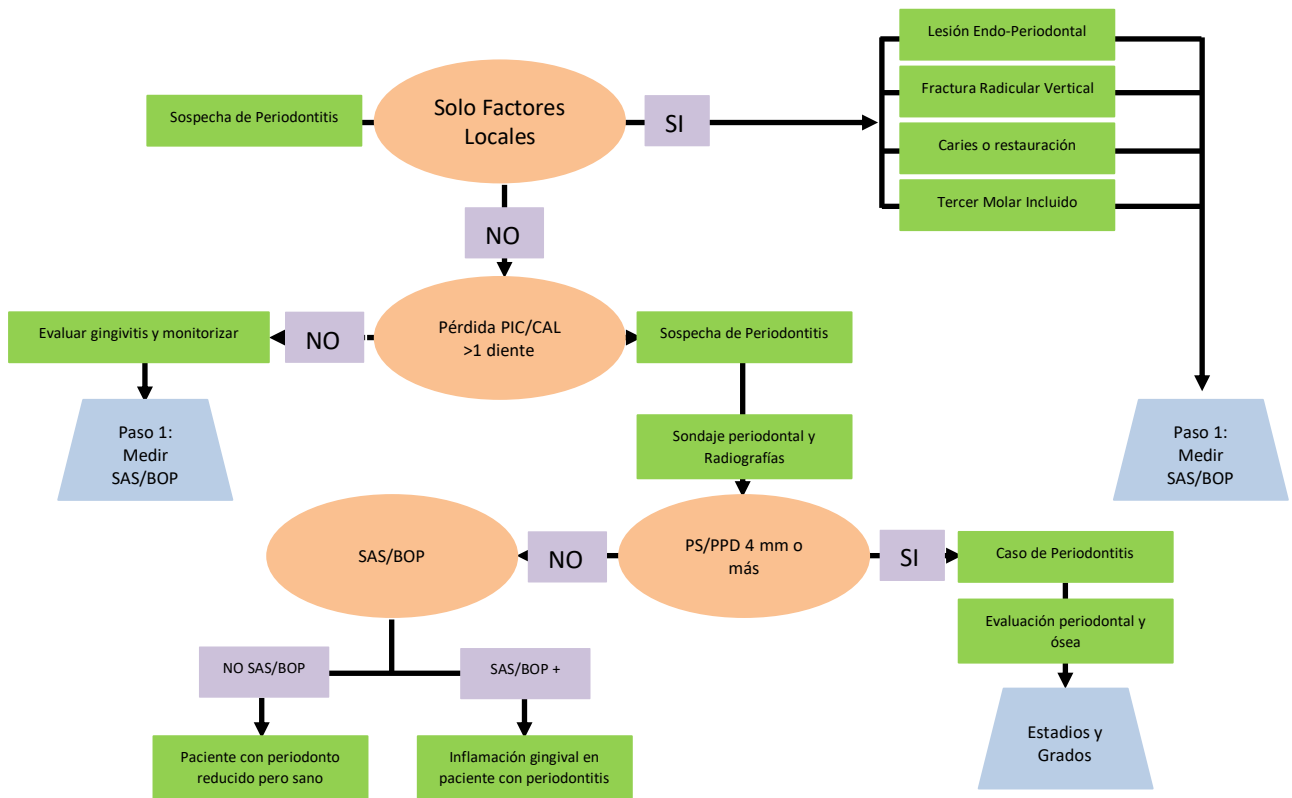 Lesión Endo-Periodontal
Fractura Radicular Vertical
Sospecha de Periodontitis
Solo Factores
Locales
SI
Caries o restauración
Tercer Molar Incluido
NO
Evaluar gingivitis y monitorizar
NO
Pérdida PIC/CAL
>1 diente
Sospecha de Periodontitis
Paso 1:
Medir
SAS/BOP
Sondaje periodontal y
Radiografías
Paso 1:
Medir
SAS/BOP
SAS/BOP
NO
PS/PPD 4 mm o
más
SI
Caso de Periodontitis
Evaluación periodontal y
ósea
NO SAS/BOP
SAS/BOP +
Estadios y
Grados
Paciente con periodonto
reducido pero sano
Inflamación gingival en
paciente con periodontitis